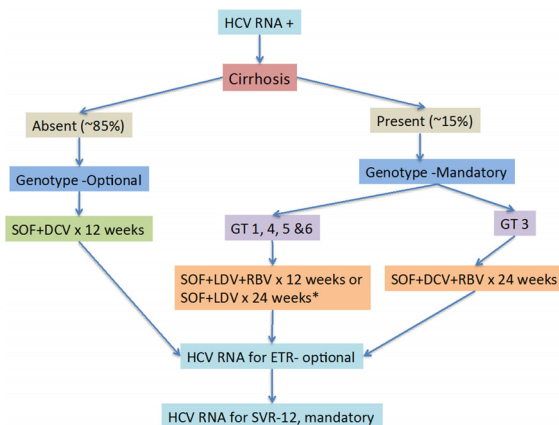 HCV RNA +
Cirrhosis
Absent (~85%)
Present (~15%)
Genotype -Optional
Genotype -Mandatory
SOF+DCV x 12 weeks
GT 1, 4, 5 &6
GT 3
SOF+LDV+RBV x 12 weeks or
SOF+LDV x 24 weeks*
SOF+DCV+RBV x 24 weeks
HCV RNA for ETR- optional
HCV RNA for SVR-12, mandatory